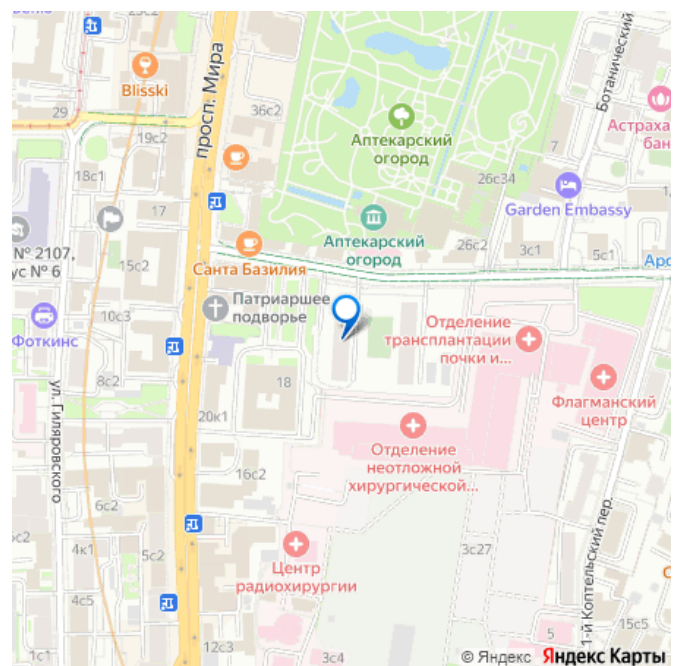 Blisski
29
19с2
36с2
просп. Мира
Ботанический
Астраха
бан
Аптекарский
огород
7
18с1
17
26с34
Garden Embassy
1,
Аптекарский
огород
26с2
3с1
5с1
№ 2107,
ус № 6
15с2
Санта Базилия
Аро
Патриаршее
подворье
10с3
Фоткинс
Отделение
трансплантации
почки и...
ул. Гиляровского
8с2
18
Флагманский
центр
20к1
Отделение
неотложной
хирургической...
16с2
6с2
4к1
5с2
3с27
1-й Коптельский пер.
Центр
радиохирургии
4с5
С
15с5
1с1
12с3
3с4
5
© Яндекс Яндекс Карты